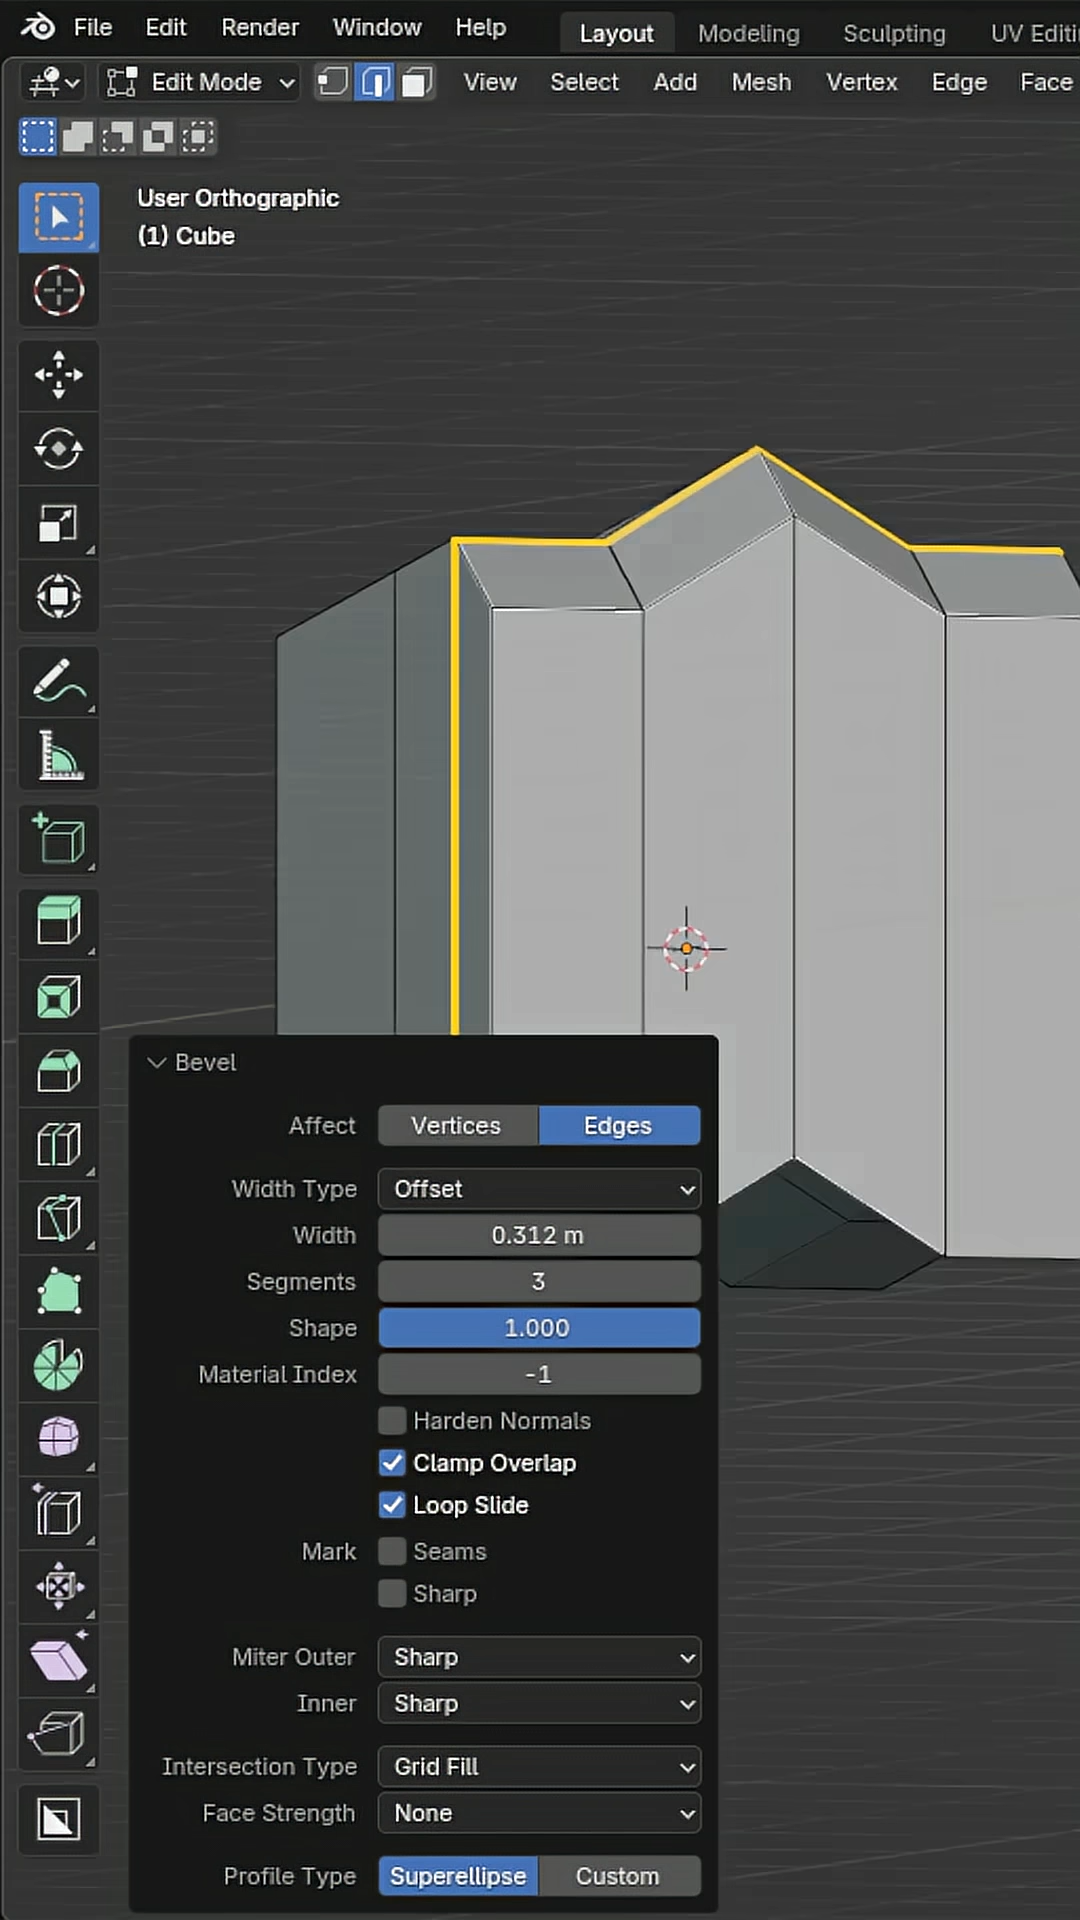 File Edit Render Window Help Layout Modeling Sculpting UV Editi
Edit Mode View Select Add Mesh Vertex Edge Face
User Orthographic
(1) Cube
Bevel
Affect Vertices Edges
Width Type Offset
Width 0.312 m
Segments 3
Shape 1.000
Material Index -1
Harden Normals
Clamp Overlap
Loop Slide
Mark Seams
Sharp
Miter Outer Sharp
Inner Sharp
Intersection Type Grid Fill
Face Strength None
Profile Type Superellipse Custom